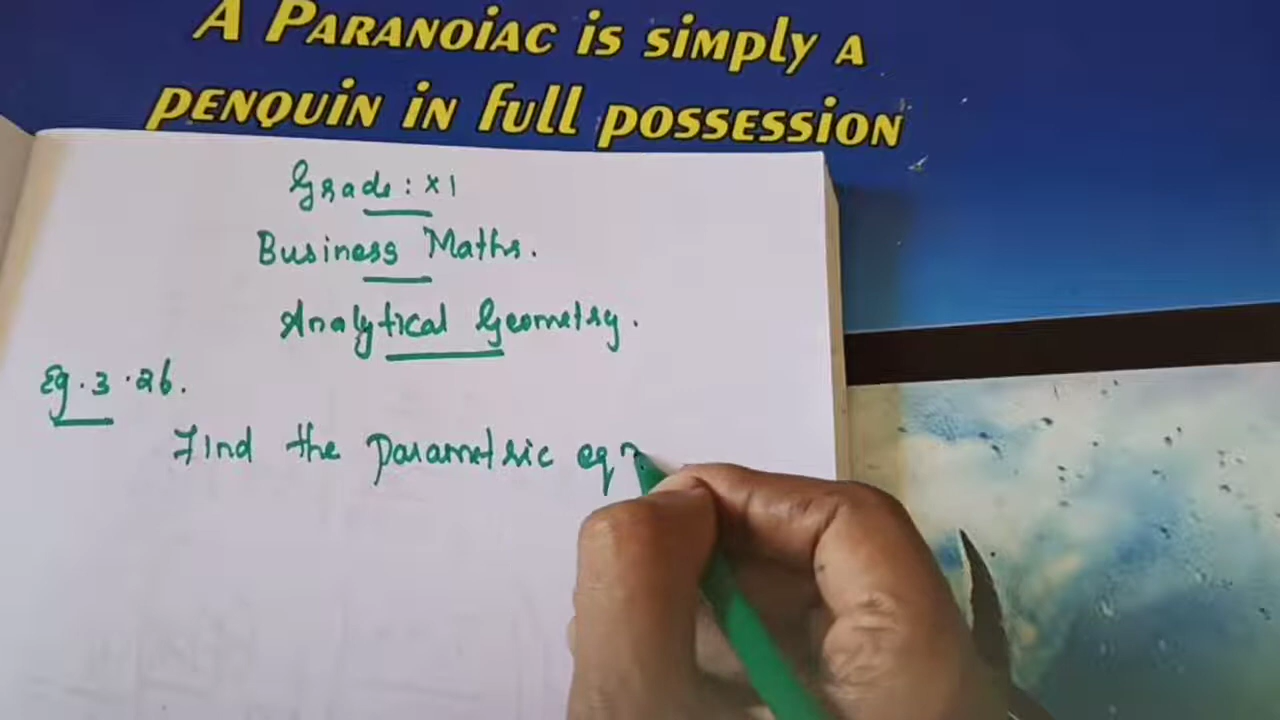 A PARANOiAC is simply A
PENQUIN IN full possession
Grade: XI
Business Maths.
Analytical Geometry.
Eg. 3.26.
Find the parametric eqn